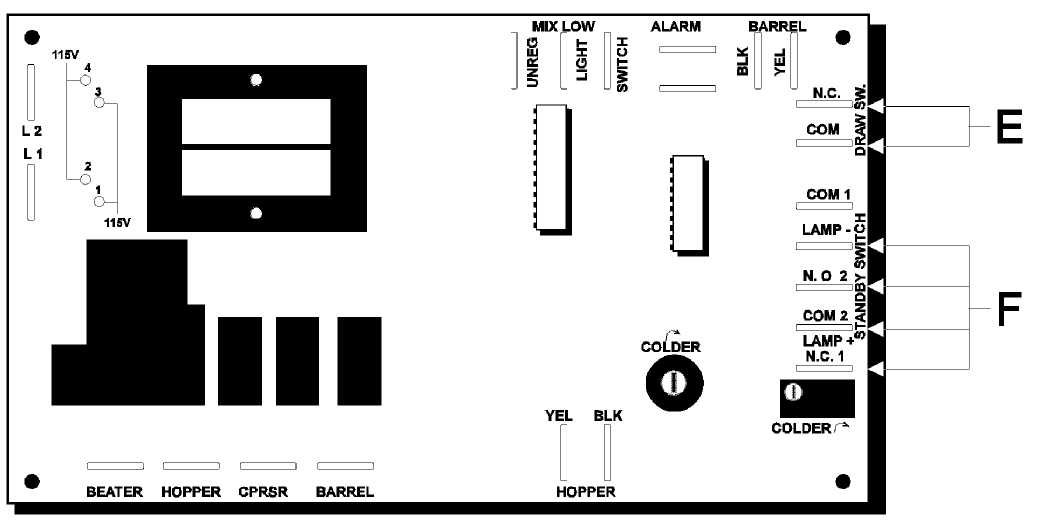 MIX LOW
ALARM
BARREL
UNREG
LIGHT
SWITCH
BLK
YEL
115V
4
3
L 2
L 1
2
1
115V
N.C.
COM
DRAW SW.
E
COM 1
LAMP -
N. O 2
COM 2
LAMP +
N.C. 1
STANDBY SWITCH
F
COLDER
COLDER
YEL
BLK
HOPPER
BEATER
HOPPER
CPRSR
BARREL